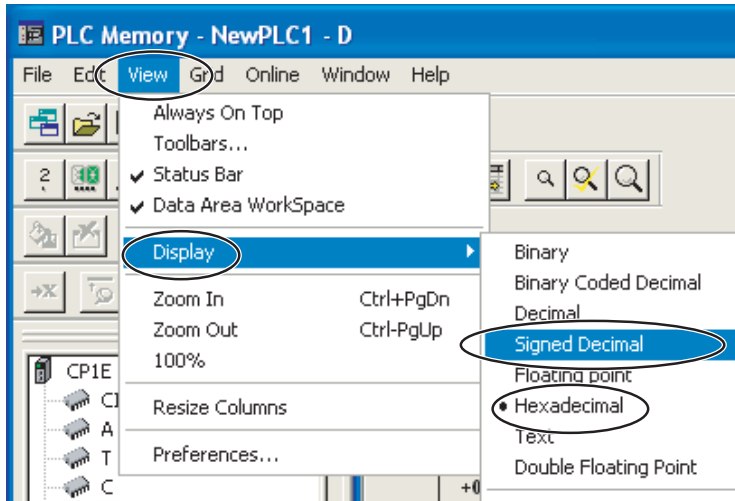 PLC Memory - NewPLC1 - D
File Edit View Grid Online Window Help
Always On Top
Toolbars...
Status Bar
Data Area WorkSpace
Display
Zoom In Ctrl+PgDn
Zoom Out Ctrl-PgUp
100%
Resize Columns
Preferences...
Binary
Binary Coded Decimal
Decimal
Signed Decimal
Floating point
Hexadecimal
Text
Double Floating Point
2
CP1E
CI
A
T
C
+0